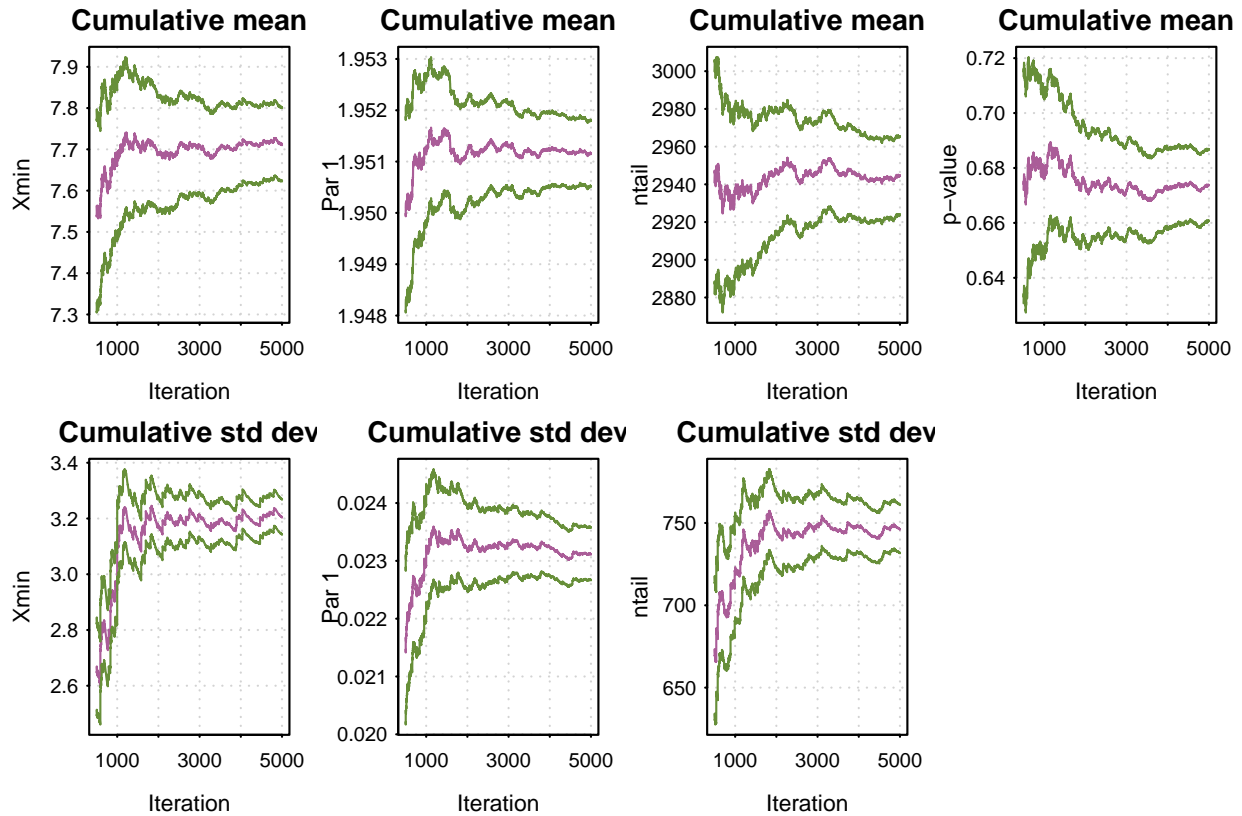 Cumulative mean
Cumulative mean
Cumulative mean
Cumulative mean
Xmin
7.9
7.8
7.7
7.6
7.5
7.4
7.3
1000 3000 5000
Iteration
Par 1
1.953
1.952
1.951
1.950
1.949
1.948
1000 3000 5000
Iteration
ntail
3000
2980
2960
2940
2920
2900
2880
1000 3000 5000
Iteration
p−value
0.72
0.70
0.68
0.66
0.64
1000 3000 5000
Iteration
Cumulative std dev
Cumulative std dev
Cumulative std dev
Xmin
3.4
3.2
3.0
2.8
2.6
1000 3000 5000
Iteration
Par 1
0.024
0.023
0.022
0.021
0.020
1000 3000 5000
Iteration
ntail
750
700
650
1000 3000 5000
Iteration